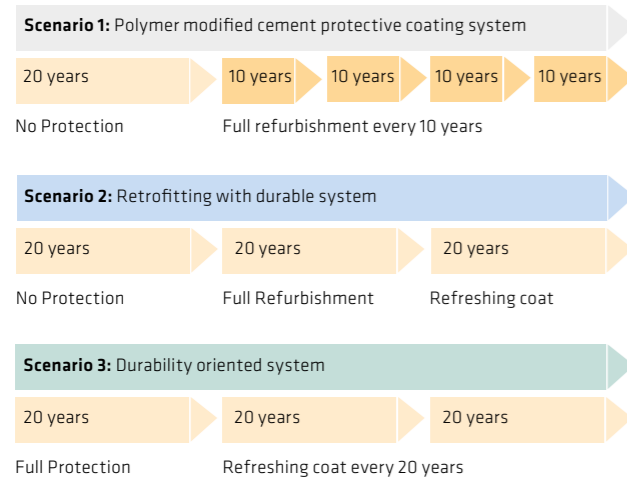 Scenario 1: Polymer modified cement protective coating system
20 years 10 years 10 years 10 years 10 years
No Protection Full refurbishment every 10 years
Scenario 2: Retrofitting with durable system
20 years 20 years 20 years
No Protection Full Refurbishment Refreshing coat
Scenario 3: Durability oriented system
20 years 20 years 20 years
Full Protection Refreshing coat every 20 years